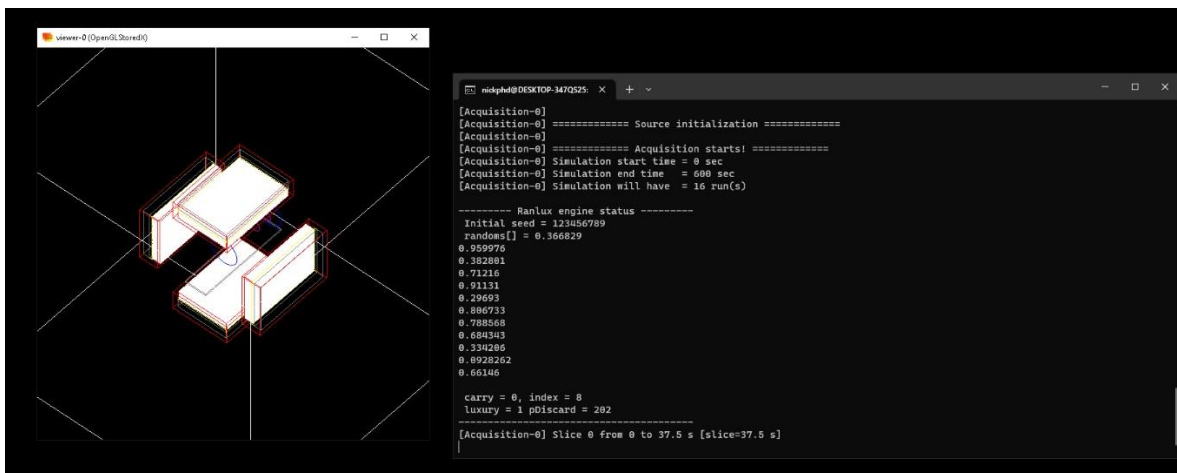 viewer-0 (OpenGLStoredX)
nickphd@DESKTOP-347QS25:
[Acquisition-0]
[Acquisition-0] ============= Source initialization =============
[Acquisition-0]
[Acquisition-0] ============= Acquisition starts! =============
[Acquisition-0] Simulation start time = 0 sec
[Acquisition-0] Simulation end time   = 600 sec
[Acquisition-0] Simulation will have  = 16 run(s)
--------- Ranlux engine status ---------
Initial seed = 123456789
randoms[] = 0.366829
0.959976
0.382801
0.71216
0.91131
0.29693
0.806733
0.788568
0.684343
0.334206
0.0928262
0.66146
carry = 0, index = 8
luxury = 1 pDiscard = 202
----------------------------------------
[Acquisition-0] Slice 0 from 0 to 37.5 s [slice=37.5 s]